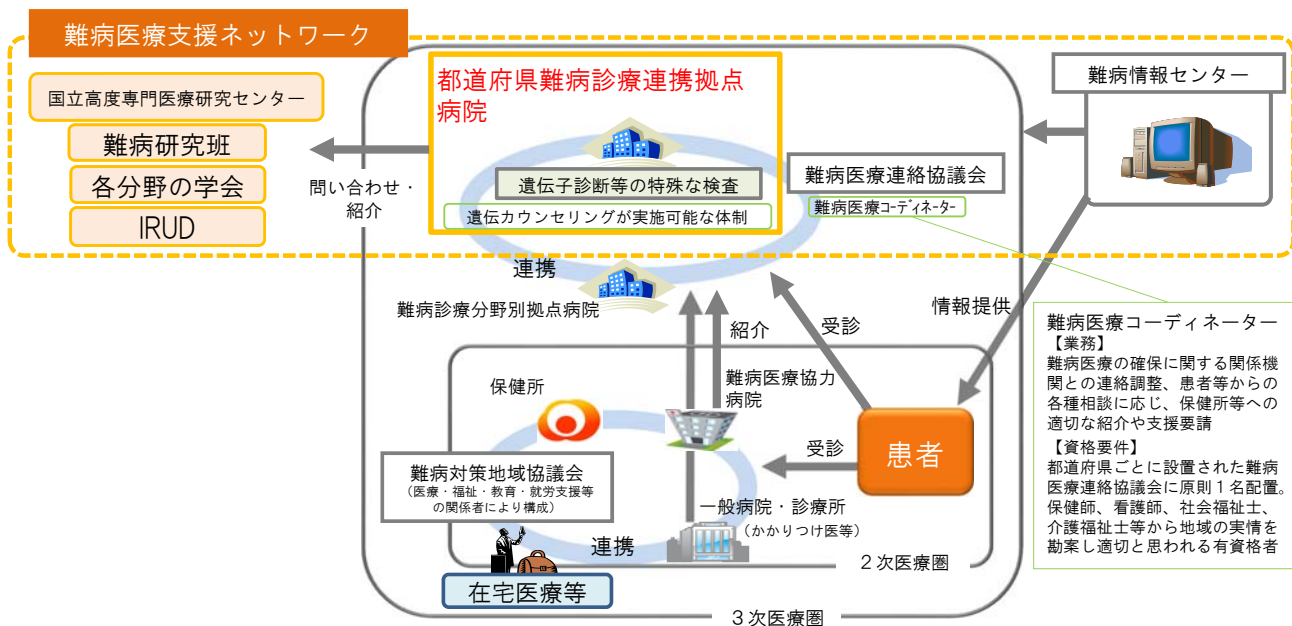 難病医療支援ネットワーク
国立高度専門医療研究センター
難病研究班
各分野の学会
IRUD
問い合わせ・
紹介
都道府県難病診療連携拠点
病院
遺伝子診断等の特殊な検査
遺伝カウンセリングが実施可能な体制
難病医療連絡協議会
難病医療ｺｰﾃﾞｨﾈｰﾀｰ
難病情報センター
連携
難病診療分野別拠点病院
紹介
受診
情報提供
難病医療コーディネーター
【業務】
難病医療の確保に関する関係機
関との連絡調整、患者等からの
各種相談に応じ、保健所等への
適切な紹介や支援要請
【資格要件】
都道府県ごとに設置された難病
医療連絡協議会に原則１名配置。
保健師、看護師、社会福祉士、
介護福祉士等から地域の実情を
勘案し適切と思われる有資格者
保健所
難病医療協力
病院
患者
受診
難病対策地域協議会
（医療・福祉・教育・就労支援等
の関係者により構成）
一般病院・診療所
（かかりつけ医等）
連携
在宅医療等
２次医療圏
３次医療圏